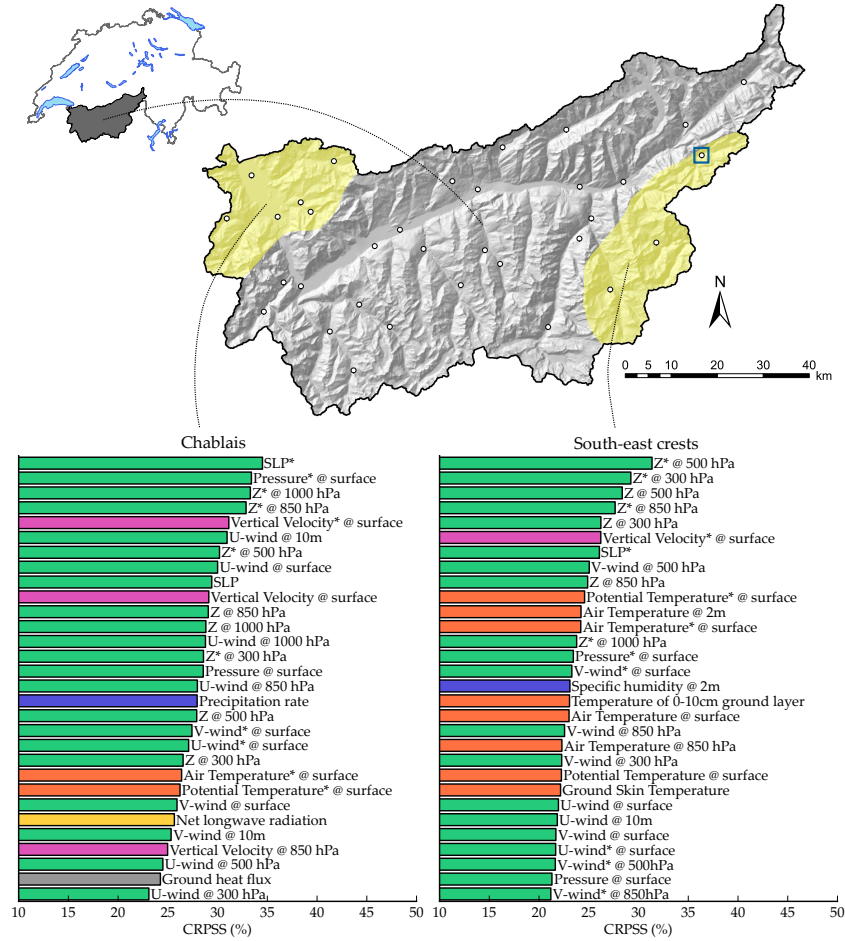 N
0 5 10 20 30 40
km
Chablais
SLP*
Pressure* @ surface
Z* @ 1000 hPa
Z* @ 850 hPa
Vertical Velocity* @ surface
U-wind @ 10m
Z* @ 500 hPa
U-wind @ surface
SLP
Vertical Velocity @ surface
Z @ 850 hPa
Z @ 1000 hPa
U-wind @ 1000 hPa
Z* @ 300 hPa
Pressure @ surface
U-wind @ 850 hPa
Precipitation rate
Z @ 500 hPa
V-wind* @ surface
U-wind* @ surface
Z @ 300 hPa
Air Temperature* @ surface
Potential Temperature* @ surface
V-wind @ surface
Net longwave radiation
V-wind @ 10m
Vertical Velocity @ 850 hPa
U-wind @ 500 hPa
Ground heat flux
U-wind @ 300 hPa
10 15 20 25 30 35 40 45 50
CRPSS (%)
South-east crests
Z* @ 500 hPa
Z* @ 300 hPa
Z @ 500 hPa
Z* @ 850 hPa
Z @ 300 hPa
Vertical Velocity* @ surface
SLP*
V-wind @ 500 hPa
Z @ 850 hPa
Potential Temperature* @ surface
Air Temperature @ 2m
Air Temperature* @ surface
Z* @ 1000 hPa
Pressure* @ surface
V-wind* @ surface
Specific humidity @ 2m
Temperature of 0-10cm ground layer
Air Temperature @ surface
V-wind @ 850 hPa
Air Temperature @ 850 hPa
V-wind @ 300 hPa
Potential Temperature @ surface
Ground Skin Temperature
U-wind @ surface
U-wind @ 10m
V-wind @ surface
U-wind* @ surface
V-wind* @ 500hPa
Pressure @ surface
V-wind* @ 850hPa
10 15 20 25 30 35 40 45 50
CRPSS (%)